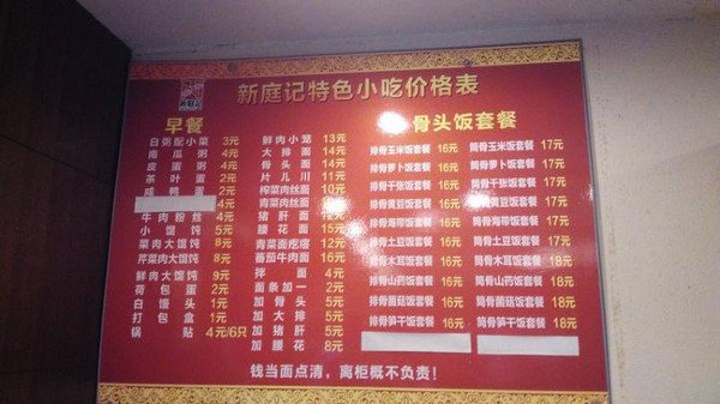 新庭记特色小吃价格表
早餐
白粥配小菜 3元
南瓜粥 4元
皮蛋粥 4元
茶叶蛋 2元
咸鸭蛋 2元
4元
牛肉粉丝 4元
小馄饨 5元
菜肉大馄饨 8元
芹菜肉大馄饨 8元
鲜肉大馄饨 9元
荷包蛋 2元
白馒头 1元
打包盒 1元
锅贴 4元/6只
鲜肉小笼 13元
大排面 14元
骨头面 14元
片儿川 11元
榨菜肉丝面 10元
青菜肉丝面
猪肝面
腰花面 15元
青菜面疙瘩 12元
蕃茄牛肉面 16元
拌面 4元
面条加一 2元
加骨头 5元
加大排 5元
加猪肝 5元
加腰花 8元
骨头饭套餐
排骨玉米饭套餐 16元
排骨萝卜饭套餐 16元
排骨千张饭套餐 16元
排骨黄豆饭套餐 16元
排骨海带饭套餐 16元
排骨土豆饭套餐 16元
排骨木耳饭套餐 16元
排骨山药饭套餐 16元
排骨菌菇饭套餐 16元
排骨笋干饭套餐 16元
筒骨玉米饭套餐 17元
筒骨萝卜饭套餐 17元
筒骨千张饭套餐 17元
筒骨黄豆饭套餐 17元
筒骨海带饭套餐 17元
筒骨土豆饭套餐 17元
筒骨木耳饭套餐 18元
筒骨山药饭套餐 18元
筒骨菌菇饭套餐 18元
筒骨笋干饭套餐 18元
钱当面点清，离柜概不负责！